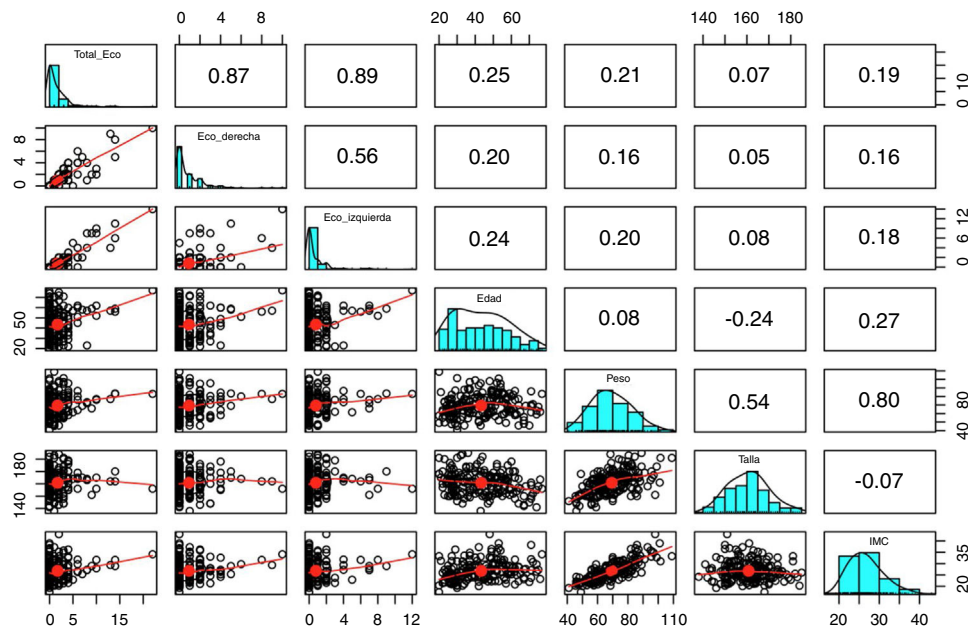 0 4 8
20 40 60
140 160 180
Total_Eco
0.87
0.89
0.25
0.21
0.07
0.19
0 10
0 4 8
Eco_derecha
0.56
0.20
0.16
0.05
0.16
Eco_izquierda
0.24
0.20
0.08
0.18
0 6 12
20 50
Edad
0.08
-0.24
0.27
Peso
0.54
0.80
40 80
140 180
Talla
-0.07
IMC
20 35
0 5 15
0 4 8
0 4 8 12
40 60 80 110
20 30 40